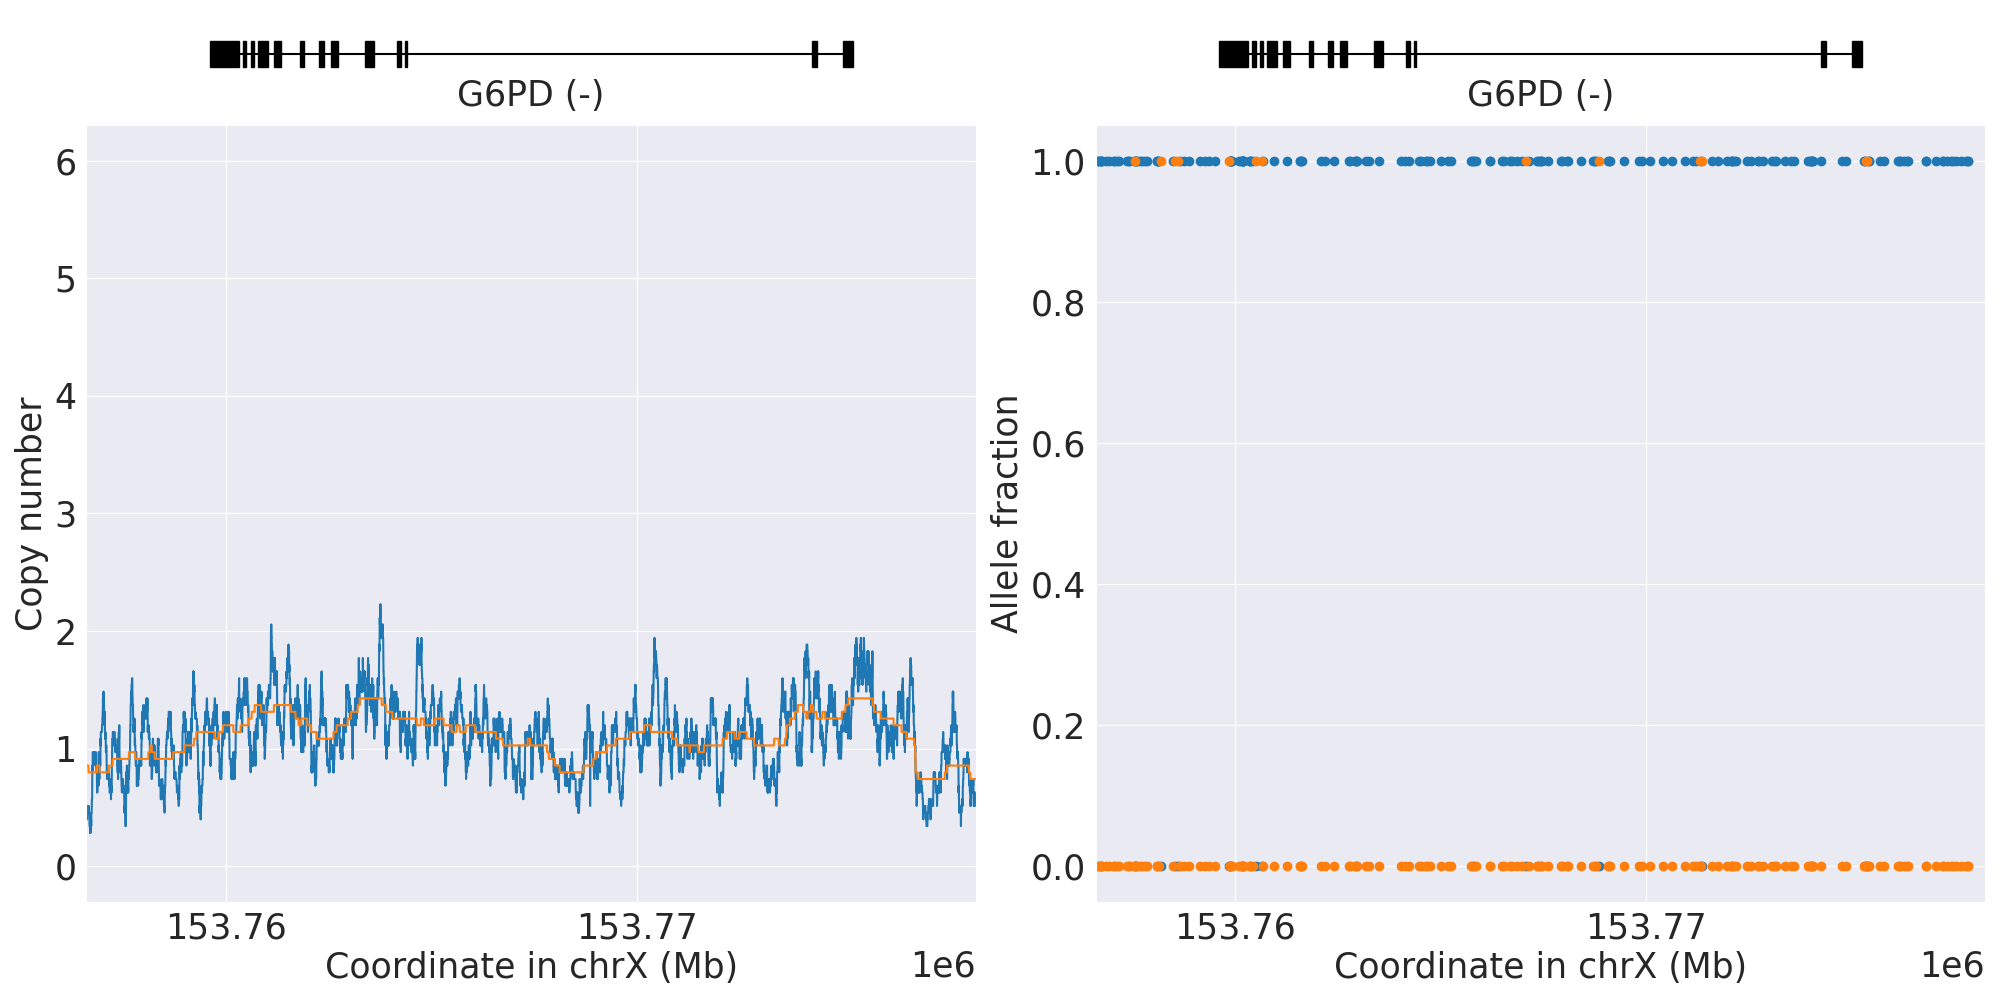 G6PD (-)
6
5
4
3
2
1
0
Copy number
153.76
153.77
Coordinate in chrX (Mb)
1e6
G6PD (-)
1.0
0.8
0.6
0.4
0.2
0.0
Allele fraction
153.76
153.77
Coordinate in chrX (Mb)
1e6